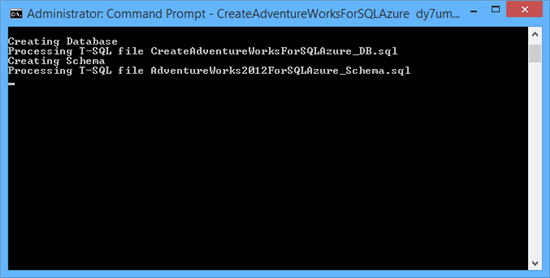 Administrator: Command Prompt - CreateAdventureWorksForSQLAzure dy7um...
Creating Database
Processing T-SQL file CreateAdventureWorksForSQLAzure_DB.sql
Creating Schema
Processing T-SQL file AdventureWorks2012ForSQLAzure_Schema.sql